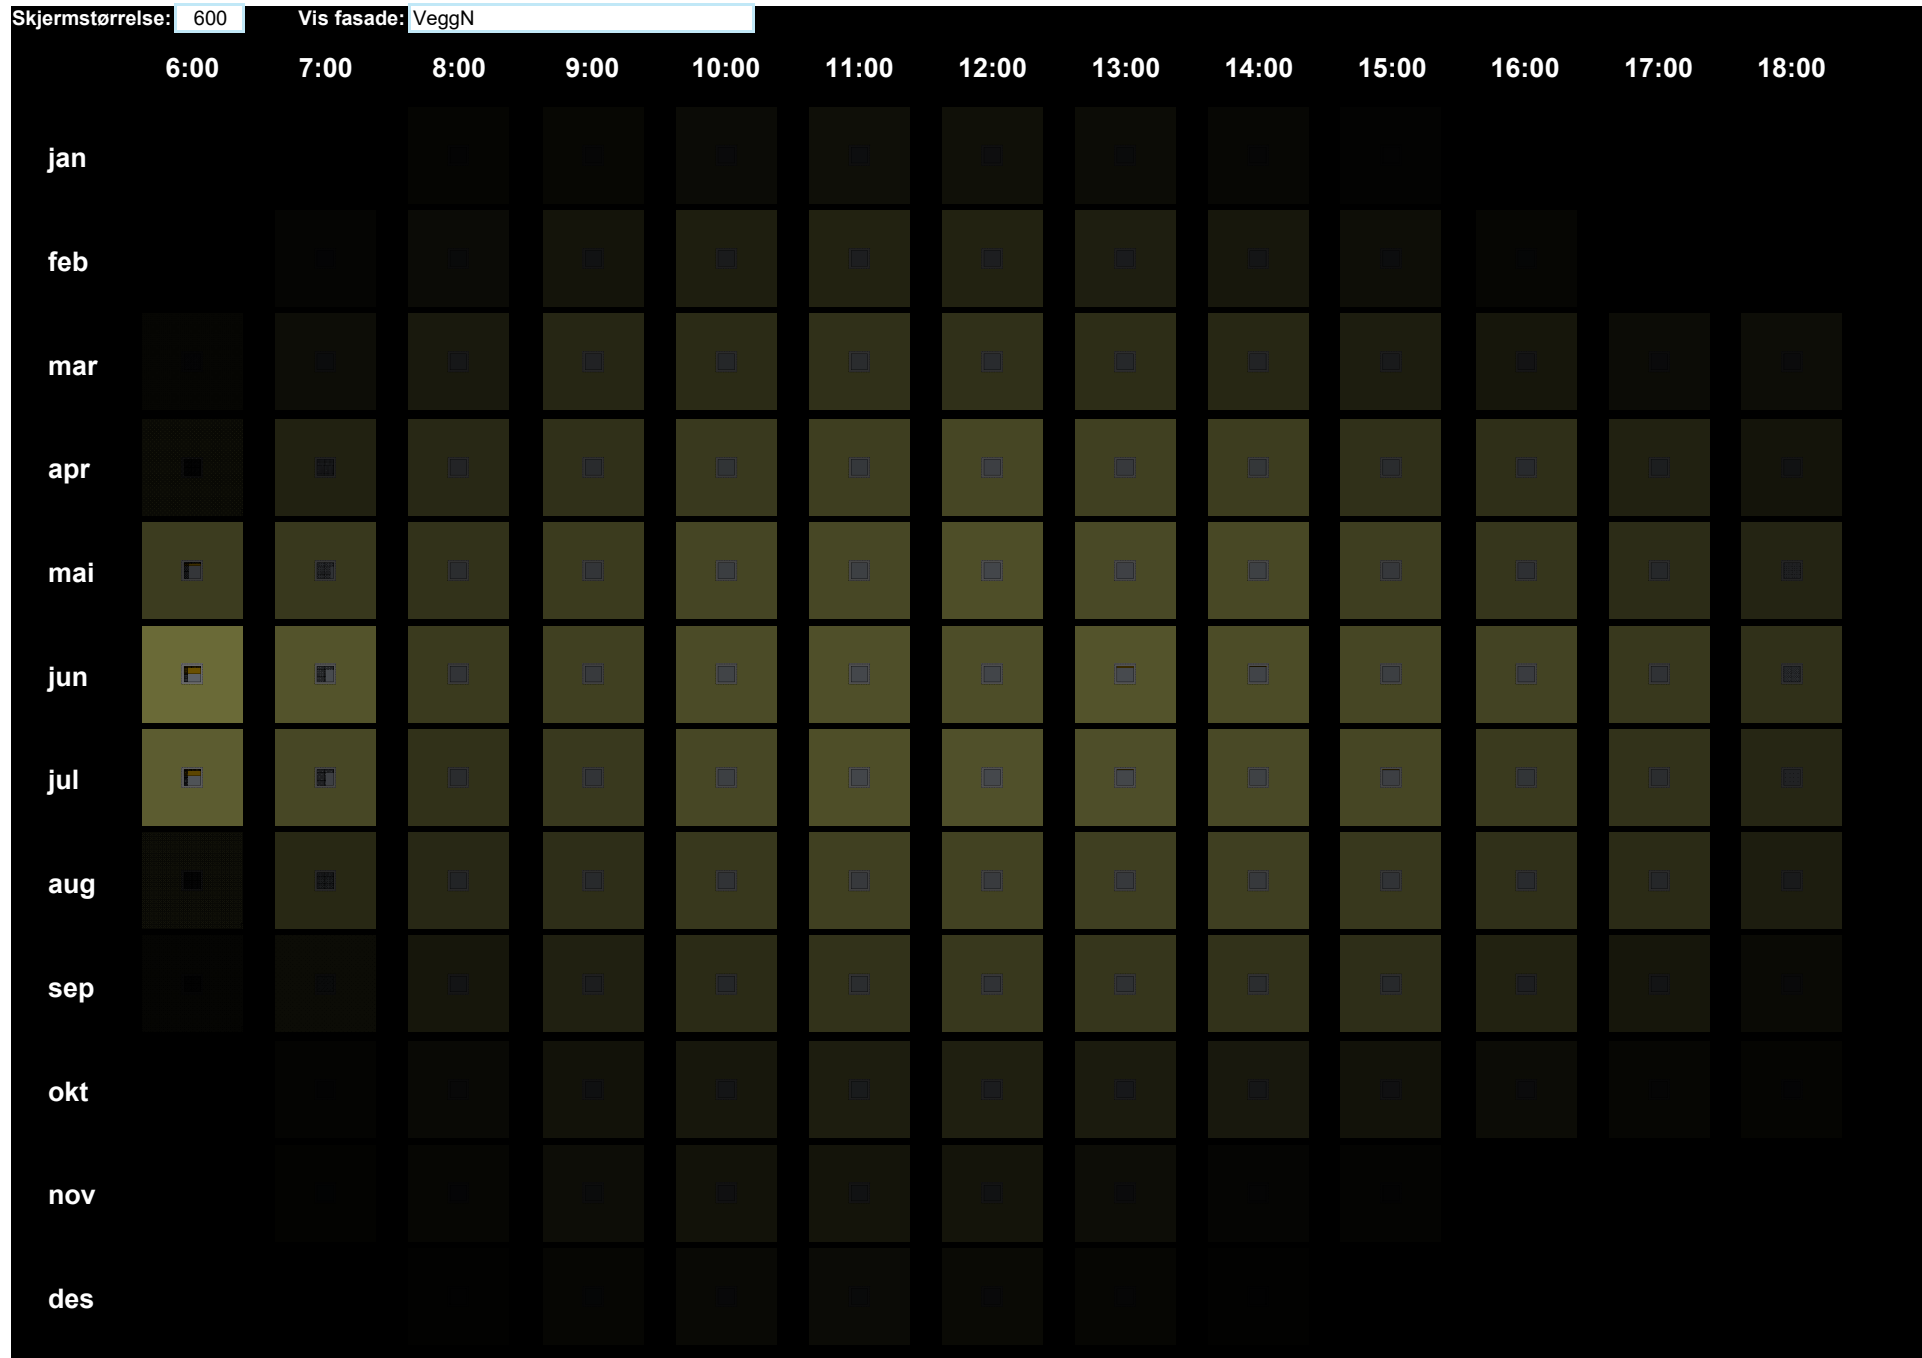 Skjermstørrelse: 600 Vis fasade: VeggN
6:00 7:00 8:00 9:00 10:00 11:00 12:00 13:00 14:00 15:00 16:00 17:00 18:00
jan
feb
mar
apr
mai
jun
jul
aug
sep
okt
nov
des